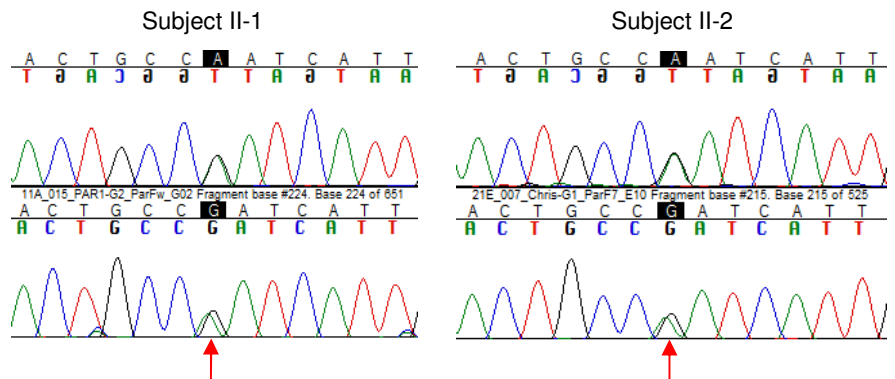 Subject II-1
A C T G C C A A T C A T T
T G A C G G T T A G T A A
11A_015_PAR1-G2_ParFw_G02 Fragment base #224. Base 224 of 651
A C T G C C G A T C A T T
A C T G C C G A T C A T T
Subject II-2
A C T G C C A A T C A T T
T G A C G G T T A G T A A
21E_007_Chris-G1_ParF7_E10 Fragment base #215. Base 215 of 525
A C T G C C G A T C A T T
A C T G C C G A T C A T T